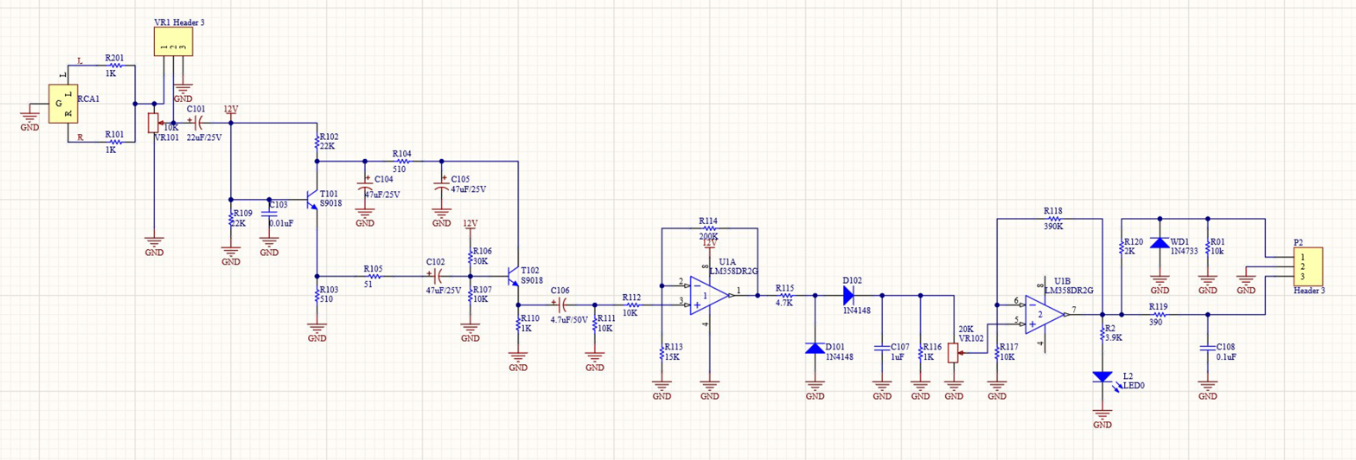 VR1 Header 3
1 2 3
GND
R201
1K
L
L
L
G
R
RCA1
GND
R
R101
1K
10K
VR101
GND
C101
22uF/25V
12V
R102
22K
T101
S9018
R109
22K
GND
C103
0.01uF
GND
R104
510
C104
47uF/25V
GND
C105
47uF/25V
GND
R103
510
GND
R105
51
C102
47uF/25V
12V
R106
30K
R107
10K
GND
T102
S9018
R110
1K
GND
C106
4.7uF/50V
R111
10K
GND
R112
10K
R113
15K
GND
R114
200K
12V
U1A
LM358DR2G
8
2
3
1
1
4
GND
R115
4.7K
D101
1N4148
GND
D102
1N4148
C107
1uF
GND
R116
1K
GND
20K
VR102
GND
R117
10K
GND
R118
390K
U1B
LM358DR2G
8
6
5
2
7
4
R2
3.9K
L2
LED0
GND
R120
2K
WD1
1N4733
GND
R01
10k
GND
R119
390
C108
0.1uF
GND
GND
P2
1
2
3
Header 3